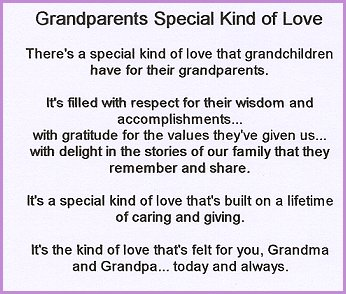 Grandparents Special Kind of Love
There's a special kind of love that grandchildren
have for their grandparents.
It's filled with respect for their wisdom and
accomplishments...
with gratitude for the values they've given us...
with delight in the stories of our family that they
remember and share.
It's a special kind of love that's built on a lifetime
of caring and giving.
It's the kind of love that's felt for you, Grandma
and Grandpa... today and always.